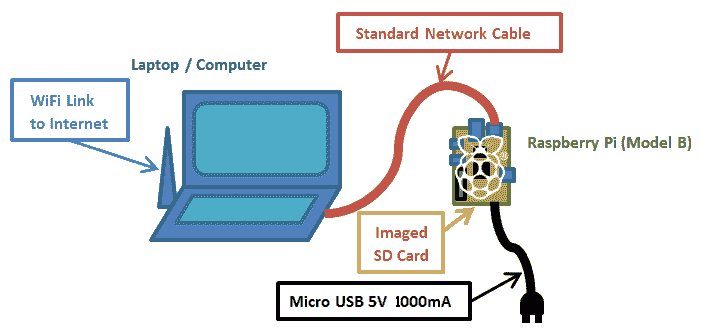 Standard Network Cable
Laptop / Computer
WiFi Link
to Internet
Raspberry Pi (Model B)
Imaged
SD Card
Micro USB 5V 1000mA